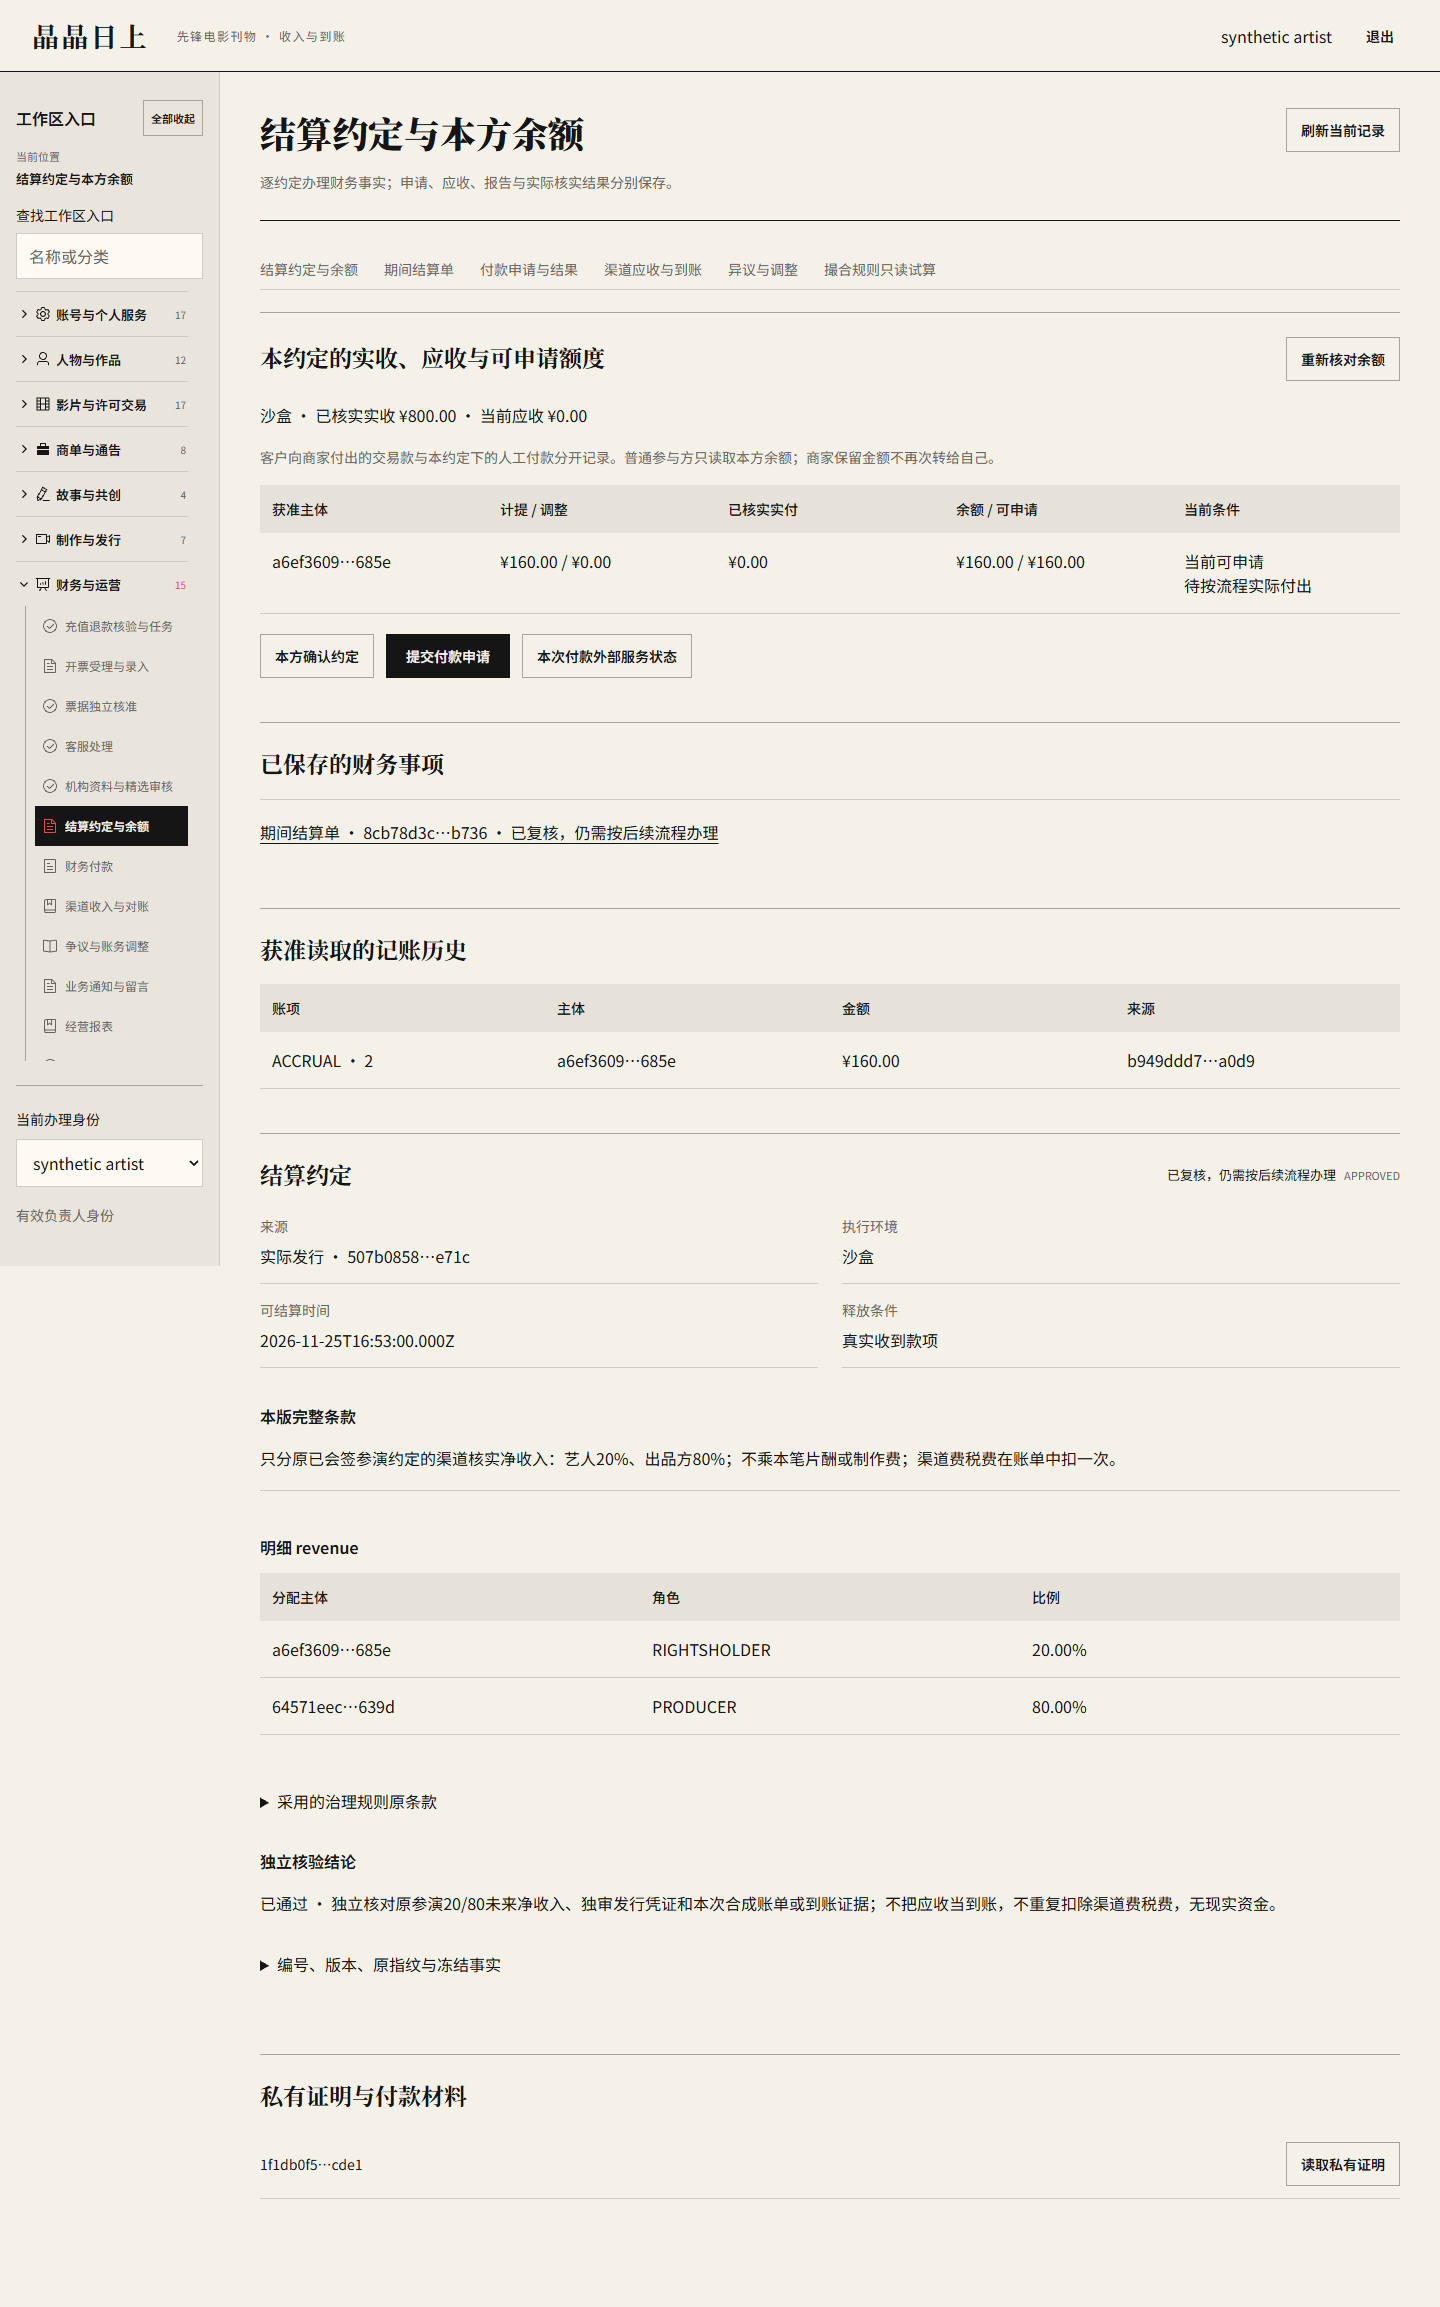 晶晶日上
先锋电影刊物 · 收入与到账
synthetic artist
退出
工作区入口
全部收起
当前位置
结算约定与本方余额
查找工作区入口
名称或分类
账号与个人服务 17
人物与作品 12
影片与许可交易 17
商单与通告 8
故事与共创 4
制作与发行 7
财务与运营 15
充值退款核验与任务
开票受理与录入
票据独立核准
客服处理
机构资料与精选审核
结算约定与余额
财务付款
渠道收入与对账
争议与账务调整
业务通知与留言
经营报表
当前办理身份
synthetic artist
有效负责人身份
结算约定与本方余额
刷新当前记录
逐约定办理财务事实；申请、应收、报告与实际核实结果分别保存。
结算约定与余额 期间结算单 付款申请与结果 渠道应收与到账 异议与调整 撮合规则只读试算
本约定的实收、应收与可申请额度
重新核对余额
沙盒 · 已核实实收 ¥800.00 · 当前应收 ¥0.00
客户向商家付出的交易款与本约定下的人工付款分开记录。普通参与方只读取本方余额；商家保留金额不再次转给自己。
获准主体 计提 / 调整 已核实实付 余额 / 可申请 当前条件
a6ef3609…685e ¥160.00 / ¥0.00 ¥0.00 ¥160.00 / ¥160.00 当前可申请
待按流程实际付出
本方确认约定 提交付款申请 本次付款外部服务状态
已保存的财务事项
期间结算单 · 8cb78d3c…b736 · 已复核，仍需按后续流程办理
获准读取的记账历史
账项 主体 金额 来源
ACCRUAL · 2 a6ef3609…685e ¥160.00 b949ddd7…a0d9
结算约定
已复核，仍需按后续流程办理 APPROVED
来源 执行环境
实际发行 · 507b0858…e71c 沙盒
可结算时间 释放条件
2026-11-25T16:53:00.000Z 真实收到款项
本版完整条款
只分原已会签参演约定的渠道核实净收入：艺人20%、出品方80%；不乘本笔片酬或制作费；渠道费税费在账单中扣一次。
明细 revenue
分配主体 角色 比例
a6ef3609…685e RIGHTSHOLDER 20.00%
64571eec…639d PRODUCER 80.00%
采用的治理规则原条款
独立核验结论
已通过 · 独立核对原参演20/80未来净收入、独审发行凭证和本次合成账单或到账证据；不把应收当到账，不重复扣除渠道费税费，无现实资金。
编号、版本、原指纹与冻结事实
私有证明与付款材料
1f1db0f5…cde1
读取私有证明